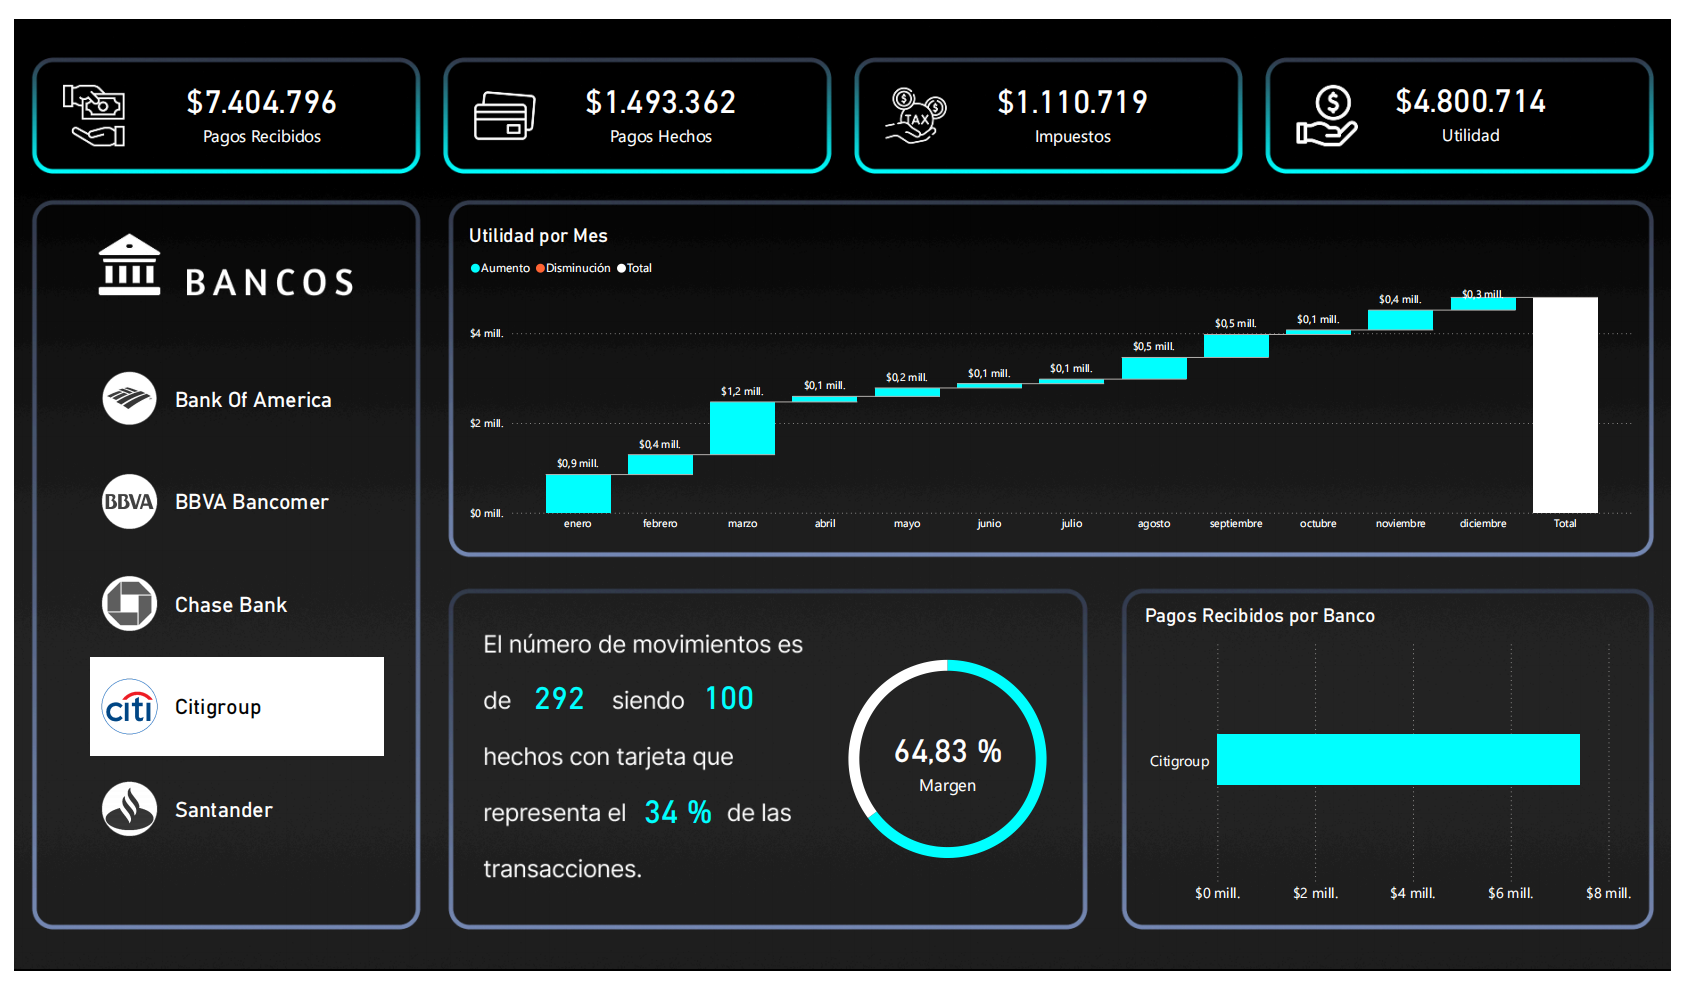 $7.404.796
Pagos Recibidos
$1.493.362
Pagos Hechos
TAX
$1.110.719
Impuestos
$4.800.714
Utilidad
BANCOS
Bank Of America
BBVA
BBVA Bancomer
Chase Bank
citi
Citigroup
Santander
Utilidad por Mes
Aumento Disminución Total
$4 mill.
$2 mill.
$0 mill.
$0,9 mill.
$0,4 mill.
$1,2 mill.
$0,1 mill.
$0,2 mill.
$0,1 mill.
$0,1 mill.
$0,5 mill.
$0,5 mill.
$0,1 mill.
$0,4 mill.
$0,3 mill.
enero febrero marzo abril mayo junio julio agosto septiembre octubre noviembre diciembre Total
El número de movimientos es
de 292 siendo 100
hechos con tarjeta que
representa el 34 % de las
transacciones.
64,83 %
Margen
Pagos Recibidos por Banco
Citigroup
$0 mill. $2 mill. $4 mill. $6 mill. $8 mill.